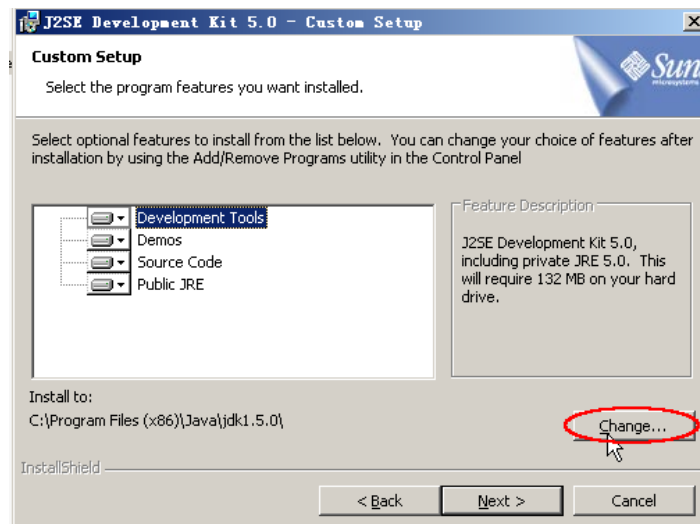 J2SE Development Kit 5.0 - Custom Setup
Custom Setup
Select the program features you want installed.
Sun
microsystems
Select optional features to install from the list below. You can change your choice of features after
installation by using the Add/Remove Programs utility in the Control Panel
Development Tools
Demos
Source Code
Public JRE
Feature Description
J2SE Development Kit 5.0,
including private JRE 5.0. This
will require 132 MB on your hard
drive.
Install to:
C:\Program Files (x86)\Java\jdk1.5.0\
Change...
InstallShield
< Back
Next >
Cancel